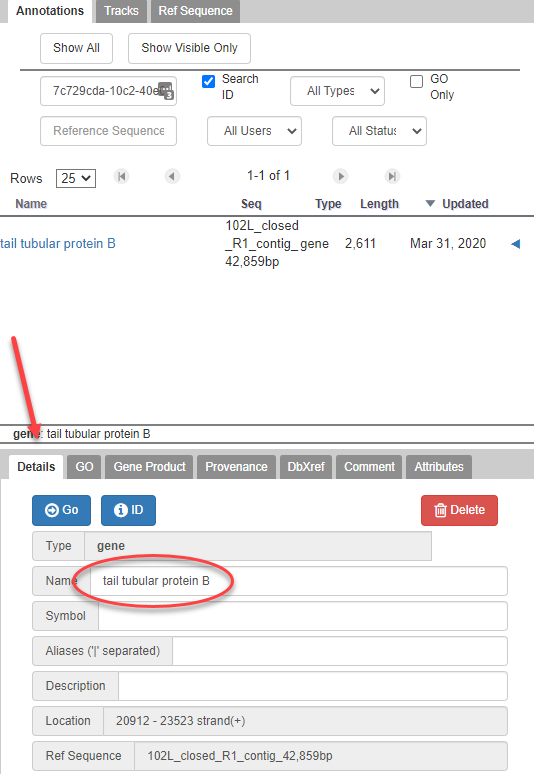 Annotations Tracks Ref Sequence
Show All Show Visible Only
7c729cda-10c2-40e 3 Search ID All Types GO Only
Reference Sequence All Users All Status
Rows 25 1-1 of 1
Name Seq Type Length Updated
tail tubular protein B 102L_closed_R1_contig_42,859bp gene 2,611 Mar 31, 2020
gene: tail tubular protein B
Details GO Gene Product Provenance DbXref Comment Attributes
Go ID Delete
Type gene
Name tail tubular protein B
Symbol
Aliases ('|' separated)
Description
Location 20912 - 23523 strand(+)
Ref Sequence 102L_closed_R1_contig_42,859bp